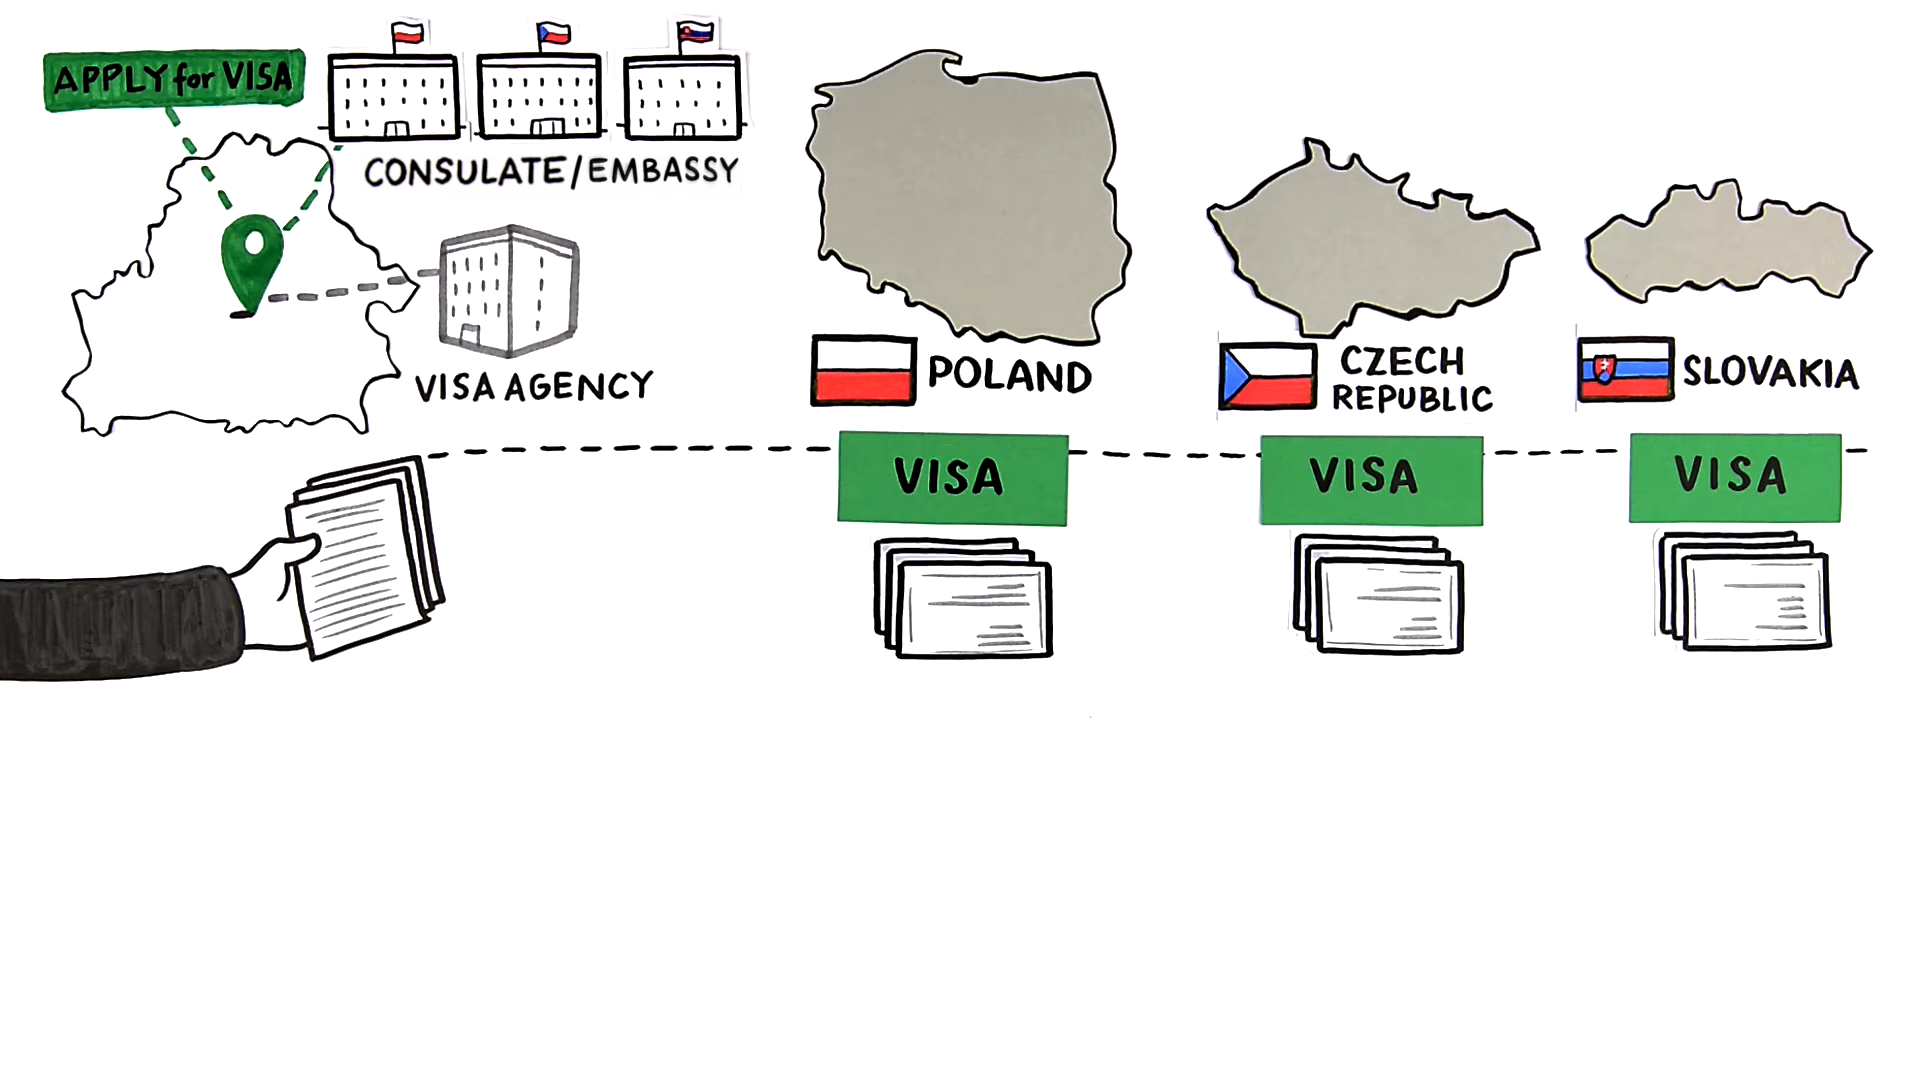 APPLY for VISA
CONSULATE/EMBASSY
VISA AGENCY
POLAND
CZECH
REPUBLIC
SLOVAKIA
VISA
VISA
VISA